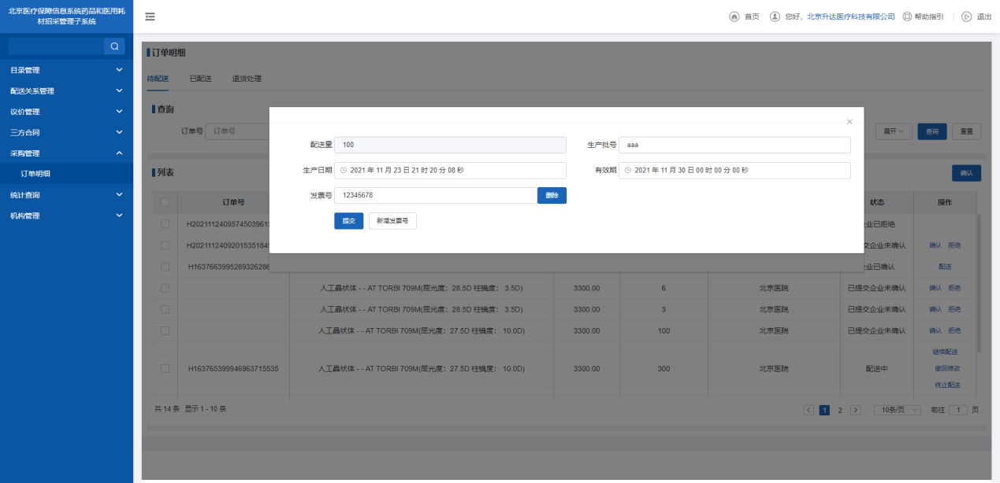 北京医疗保障信息系统药品和医用耗
材招采管理子系统
首页 您好，北京升达医疗科技有限公司 帮助指引 退出
目录管理
配送关系管理
议价管理
三方合同
采购管理
订单明细
统计查询
机构管理
订单明细
待配送 已配送 退货处理
查询
订单号 订单号 展开 查询 重置
配送量 100 生产批号 aaa
生产日期 2021 年 11 月 23 日 21 时 20 分 08 秒 有效期 2021 年 11 月 30 日 00 时 00 分 00 秒
发票号 12345678 删除
提交 新增发票号
列表 确认
订单号 状态 操作
H2021112409574503961 业已拒绝
H2021112409201535184 交企业未确认 确认 拒绝
H1637663995289326286 业已确认 配送
人工晶状体 - - AT TORBI 709M(屈光度：28.5D 柱镜度： 3.5D) 3300.00 6 北京医院 已提交企业未确认 确认 拒绝
人工晶状体 - - AT TORBI 709M(屈光度：28.5D 柱镜度： 3.5D) 3300.00 3 北京医院 已提交企业未确认 确认 拒绝
人工晶状体 - - AT TORBI 709M(屈光度：27.5D 柱镜度： 10.0D) 3300.00 100 北京医院 已提交企业未确认 确认 拒绝
H163765399946963715535 人工晶状体 - - AT TORBI 709M(屈光度：27.5D 柱镜度： 10.0D) 3300.00 300 北京医院 配送中 继续配送
撤回修改
终止配送
共 14 条 显示 1 - 10 条 1 2 10条/页 前往 1 页